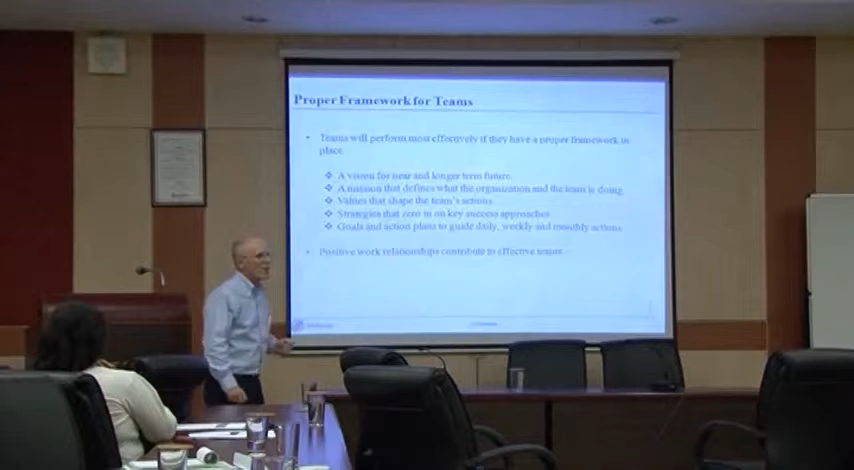 Proper Framework for Teams
• Teams will perform most effectively if they have a proper framework in
place.
❖ A vision for near and longer term future.
❖ A mission that defines what the organization and the team is doing.
❖ Values that shape the team's actions.
❖ Strategies that zero in on key success approaches.
❖ Goals and action plans to guide daily, weekly and monthly actions.
• Positive work relationships contribute to effective teams.